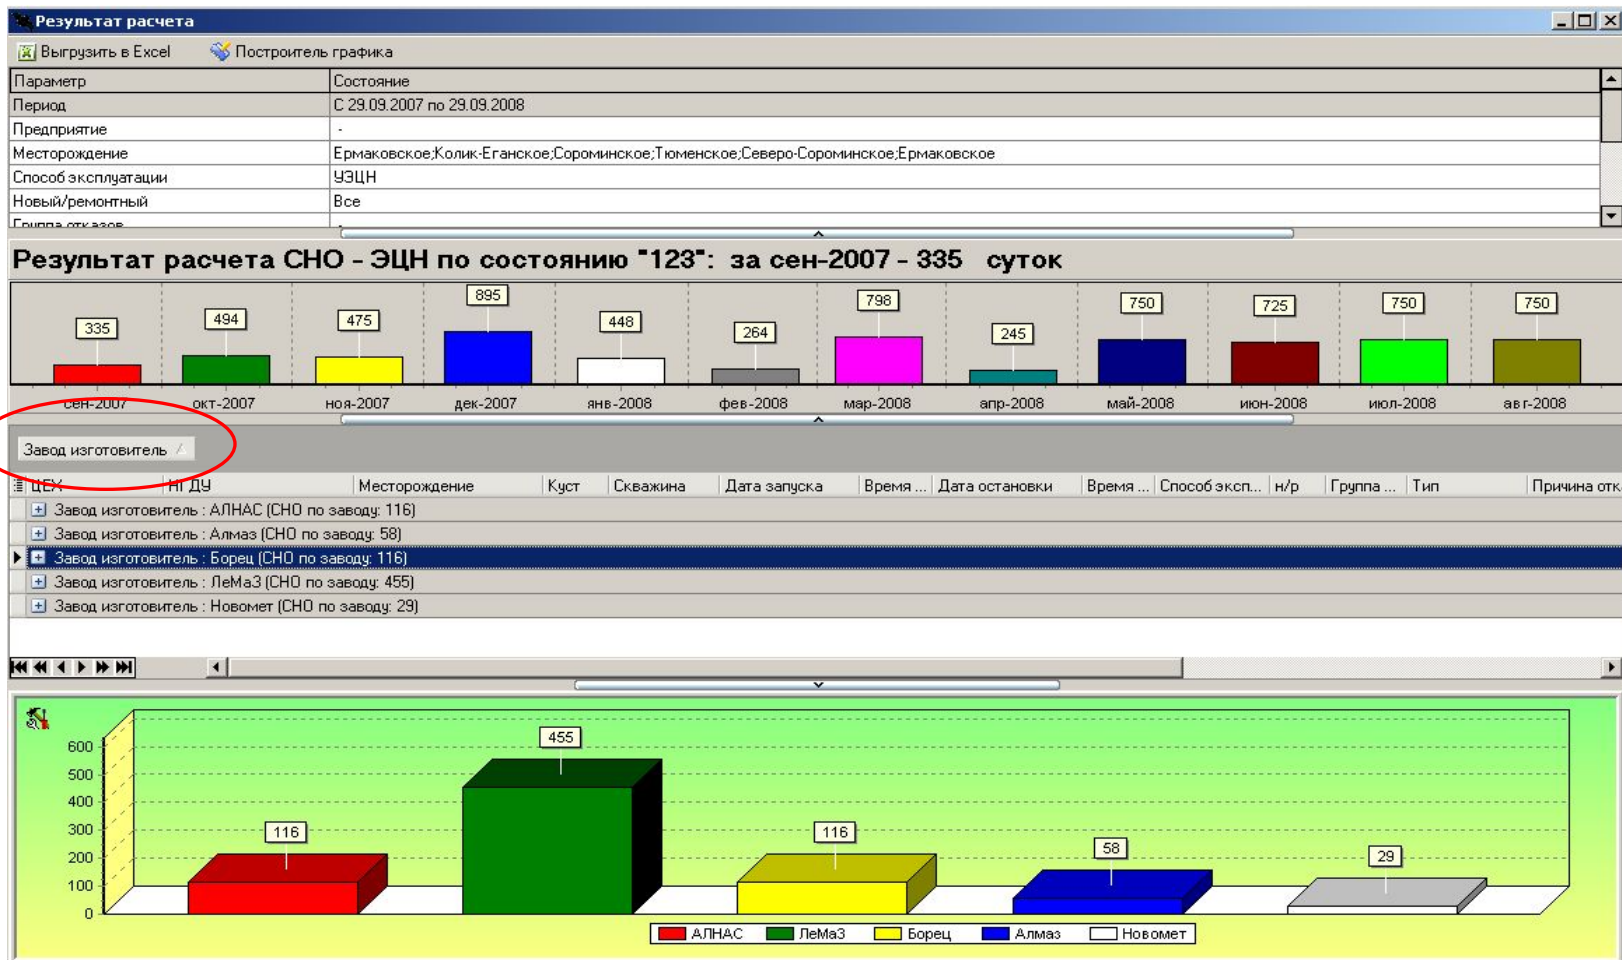 Результат расчета
Выгрузить в Excel Построитель графика
Параметр Состояние
Период С 29.09.2007 по 29.09.2008
Предприятие -
Месторождение Ермаковское;Колик-Еганское;Сороминское;Тюменское;Северо-Сороминское;Ермаковское
Способ эксплуатации УЭЦН
Новый/ремонтный Все
Группа отказов -
Результат расчета СНО - ЭЦН по состоянию "123": за сен-2007 - 335 суток
335 494 475 895 448 264 798 245 750 725 750 750
сен-2007 окт-2007 ноя-2007 дек-2007 янв-2008 фев-2008 мар-2008 апр-2008 май-2008 июн-2008 июл-2008 авг-2008
Завод изготовитель
ЦЕХ НГДУ Месторождение Куст Скважина Дата запуска Время ... Дата остановки Время ... Способ эксп... н/р Группа ... Тип Причина отк
Завод изготовитель : АЛНАС (СНО по заводу: 116)
Завод изготовитель : Алмаз (СНО по заводу: 58)
Завод изготовитель : Борец (СНО по заводу: 116)
Завод изготовитель : ЛеМаЗ (СНО по заводу: 455)
Завод изготовитель : Новомет (СНО по заводу: 29)
600
500
400
300
200
100
0
116 455 116 58 29
АЛНАС ЛеМаЗ Борец Алмаз Новомет